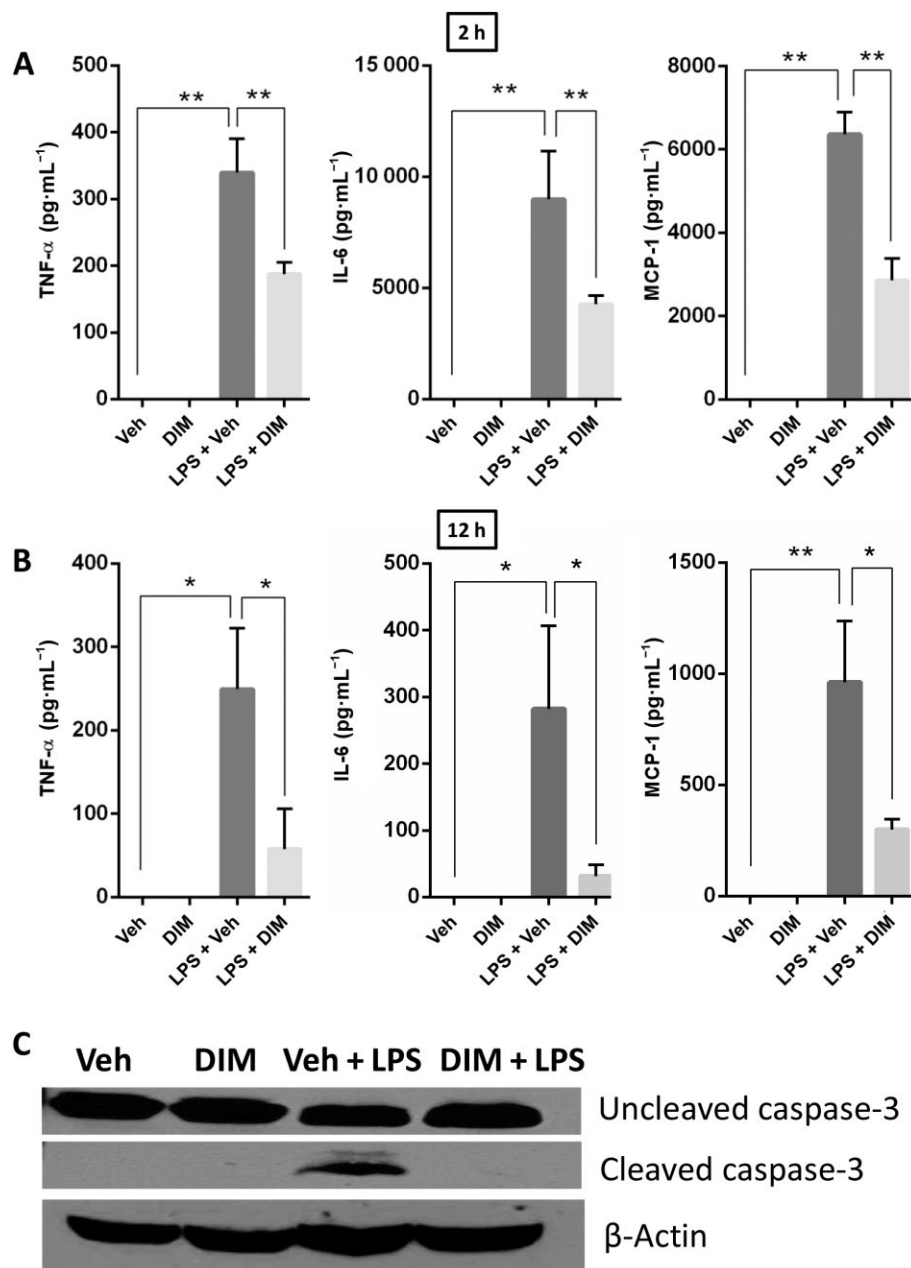 2 h
A
TNF-α (pg·mL⁻¹)
500
400
300
200
100
0
** **
Veh
DIM
LPS + Veh
LPS + DIM
IL-6 (pg·mL⁻¹)
15 000
10 000
5000
0
** **
Veh
DIM
LPS + Veh
LPS + DIM
MCP-1 (pg·mL⁻¹)
8000
6000
4000
2000
0
** **
Veh
DIM
LPS + Veh
LPS + DIM
12 h
B
TNF-α (pg·mL⁻¹)
400
300
200
100
0
* *
Veh
DIM
LPS + Veh
LPS + DIM
IL-6 (pg·mL⁻¹)
500
400
300
200
100
0
* *
Veh
DIM
LPS + Veh
LPS + DIM
MCP-1 (pg·mL⁻¹)
1500
1000
500
0
** *
Veh
DIM
LPS + Veh
LPS + DIM
C
Veh DIM Veh + LPS DIM + LPS
Uncleaved caspase-3
Cleaved caspase-3
β-Actin